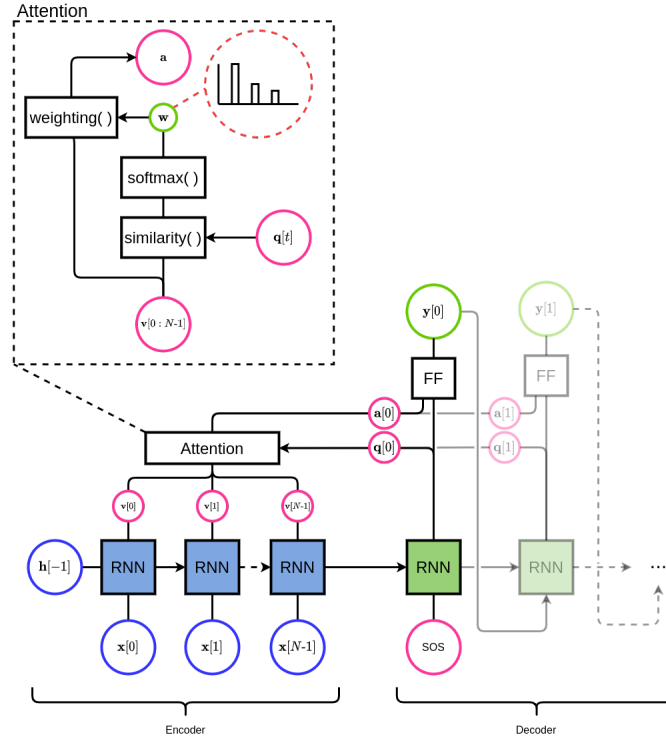 Attention
a
weighting( )
w
softmax( )
similarity( )
q[t]
v[0 : N-1]
y[0]
y[1]
FF
FF
a[0]
a[1]
Attention
q[0]
q[1]
v[0]
v[1]
v[N-1]
h[−1]
RNN
RNN
RNN
RNN
RNN
...
x[0]
x[1]
x[N-1]
SOS
Encoder
Decoder